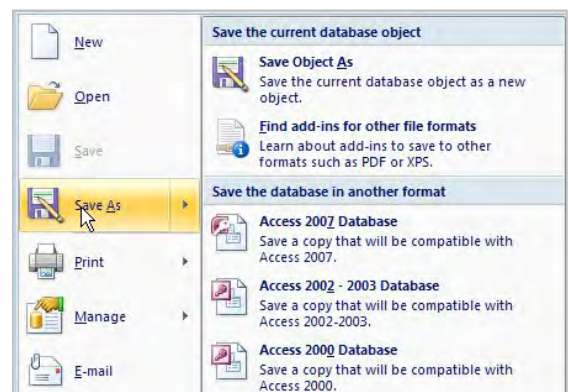 New
Open
Save
Save As
Print
Manage
E-mail
Save the current database object
Save Object As
Save the current database object as a new
object.
Find add-ins for other file formats
Learn about add-ins to save to other
formats such as PDF or XPS.
Save the database in another format
Access 2007 Database
Save a copy that will be compatible with
Access 2007.
Access 2002 - 2003 Database
Save a copy that will be compatible with
Access 2002-2003.
Access 2000 Database
Save a copy that will be compatible with
Access 2000.